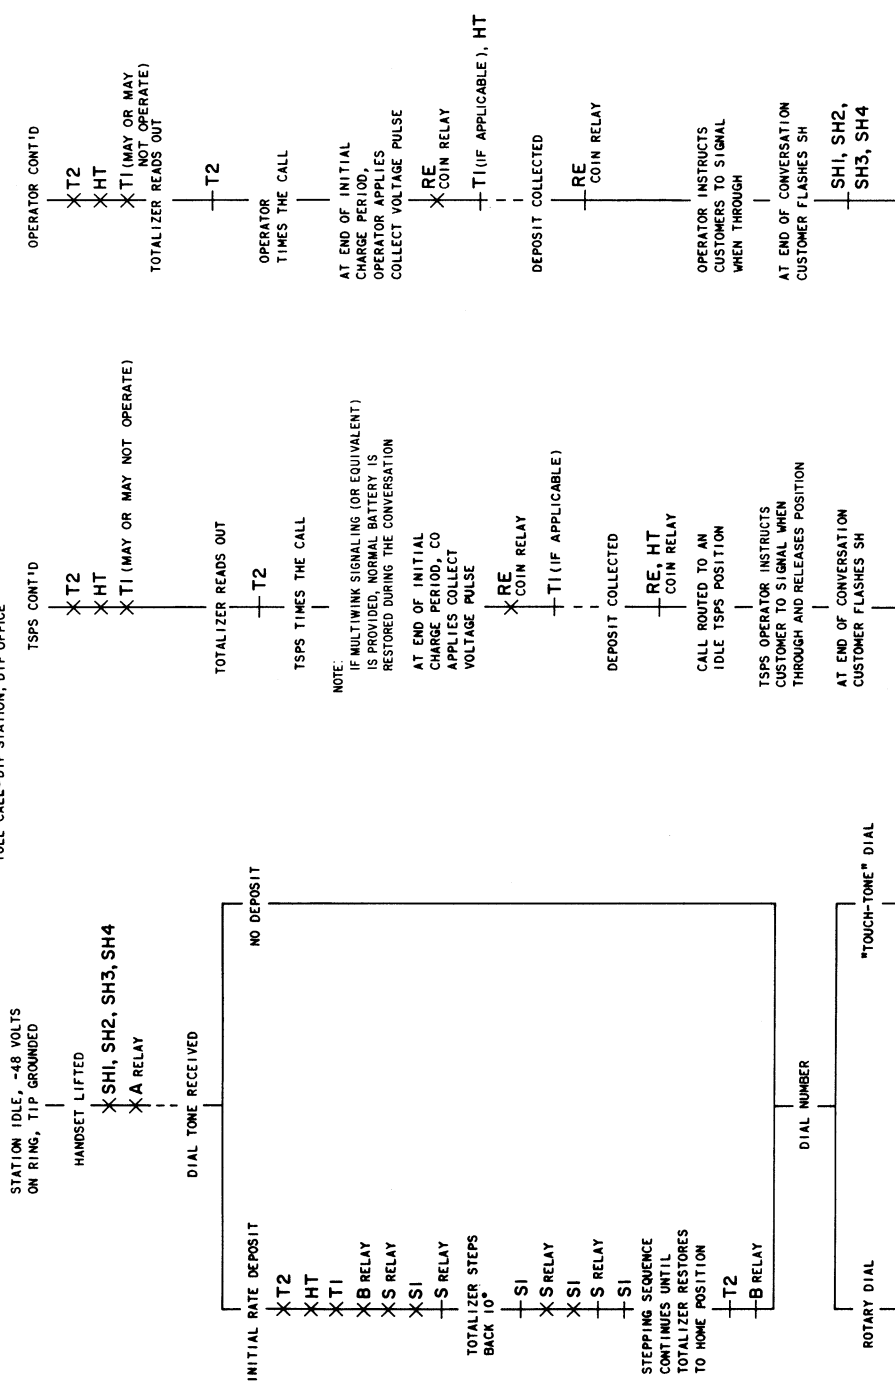 TOLL CALL-DTF STATION, DTF OFFICE
STATION IDLE, -48 VOLTS
ON RING, TIP GROUNDED
HANDSET LIFTED
SH1, SH2, SH3, SH4
A RELAY
DIAL TONE RECEIVED
INITIAL RATE DEPOSIT
T2
HT
T1
B RELAY
S RELAY
S1
S RELAY
TOTALIZER STEPS
BACK 10°
S1
S RELAY
S1
S RELAY
S1
STEPPING SEQUENCE
CONTINUES UNTIL
TOTALIZER RESTORES
TO HOME POSITION
T2
B RELAY
NO DEPOSIT
DIAL NUMBER
ROTARY DIAL
"TOUCH-TONE" DIAL
TSPS CONT'D
T2
HT
T1 (MAY OR MAY NOT OPERATE)
TOTALIZER READS OUT
T2
TSPS TIMES THE CALL
NOTE:
IF MULTIWINK SIGNALING (OR EQUIVALENT)
IS PROVIDED, NORMAL BATTERY IS
RESTORED DURING THE CONVERSATION
AT END OF INITIAL
CHARGE PERIOD, CO
APPLIES COLLECT
VOLTAGE PULSE
RE
COIN RELAY
T1 (IF APPLICABLE)
DEPOSIT COLLECTED
RE, HT
COIN RELAY
CALL ROUTED TO AN
IDLE TSPS POSITION
TSPS OPERATOR INSTRUCTS
CUSTOMER TO SIGNAL WHEN
THROUGH AND RELEASES POSITION
AT END OF CONVERSATION
CUSTOMER FLASHES SH
OPERATOR CONT'D
T2
HT
T1 (MAY OR MAY
NOT OPERATE)
TOTALIZER READS OUT
T2
OPERATOR
TIMES THE CALL
AT END OF INITIAL
CHARGE PERIOD,
OPERATOR APPLIES
COLLECT VOLTAGE PULSE
RE
COIN RELAY
T1 (IF APPLICABLE), HT
DEPOSIT COLLECTED
RE
COIN RELAY
OPERATOR INSTRUCTS
CUSTOMERS TO SIGNAL
WHEN THROUGH
AT END OF CONVERSATION
CUSTOMER FLASHES SH
SH1, SH2,
SH3, SH4